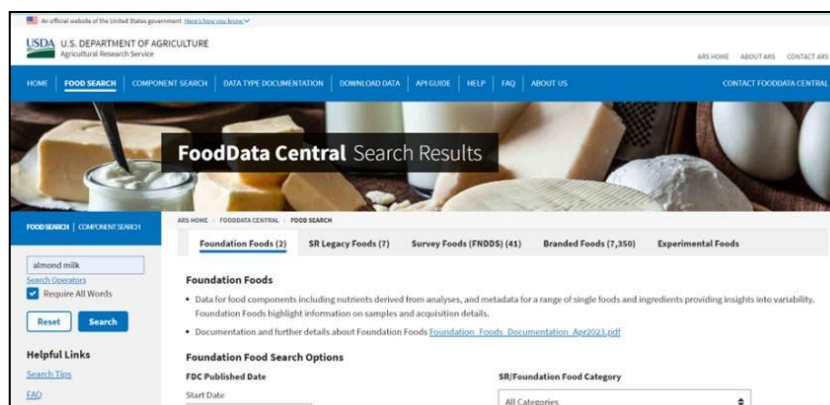 An official website of the United States government Here's how you know
USDA U.S. DEPARTMENT OF AGRICULTURE
Agricultural Research Service
ARS HOME ABOUT ARS CONTACT ARS
HOME FOOD SEARCH COMPONENT SEARCH DATA TYPE DOCUMENTATION DOWNLOAD DATA API GUIDE HELP FAQ ABOUT US CONTACT FOODDATA CENTRAL
FoodData Central Search Results
FOOD SEARCH | COMPONENT SEARCH
ARS HOME › FOODDATA CENTRAL › FOOD SEARCH
Foundation Foods (2) SR Legacy Foods (7) Survey Foods (FNDDS) (41) Branded Foods (7,350) Experimental Foods
almond milk
Search Operators
Require All Words
Reset Search
Helpful Links
Search Tips
FAQ
Foundation Foods
• Data for food components including nutrients derived from analyses, and metadata for a range of single foods and ingredients providing insights into variability.
Foundation Foods highlight information on samples and acquisition details.
• Documentation and further details about Foundation Foods Foundation_Foods_Documentation_Apr2023.pdf
Foundation Food Search Options
FDC Published Date SR/Foundation Food Category
Start Date All Categories